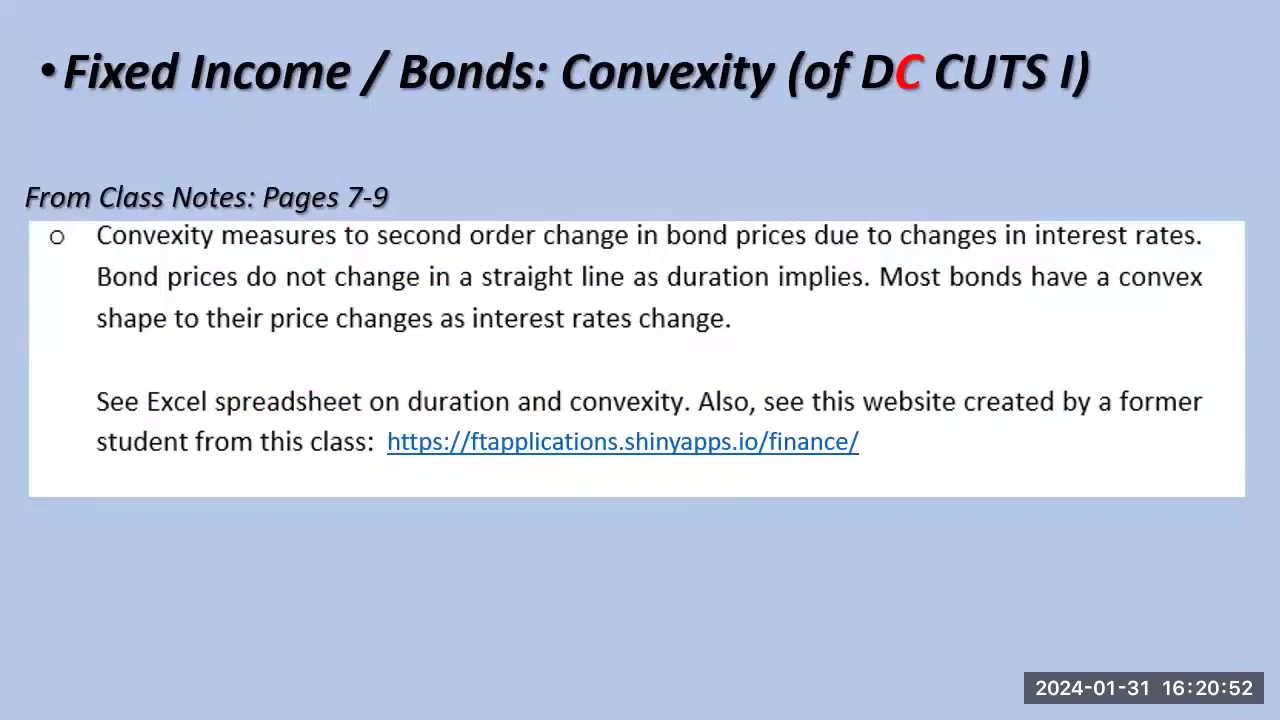 •Fixed Income / Bonds: Convexity (of DC CUTS I)
From Class Notes: Pages 7-9
o Convexity measures to second order change in bond prices due to changes in interest rates.
Bond prices do not change in a straight line as duration implies. Most bonds have a convex
shape to their price changes as interest rates change.
See Excel spreadsheet on duration and convexity. Also, see this website created by a former
student from this class: https://ftapplications.shinyapps.io/finance/
2024-01-31 16:20:52